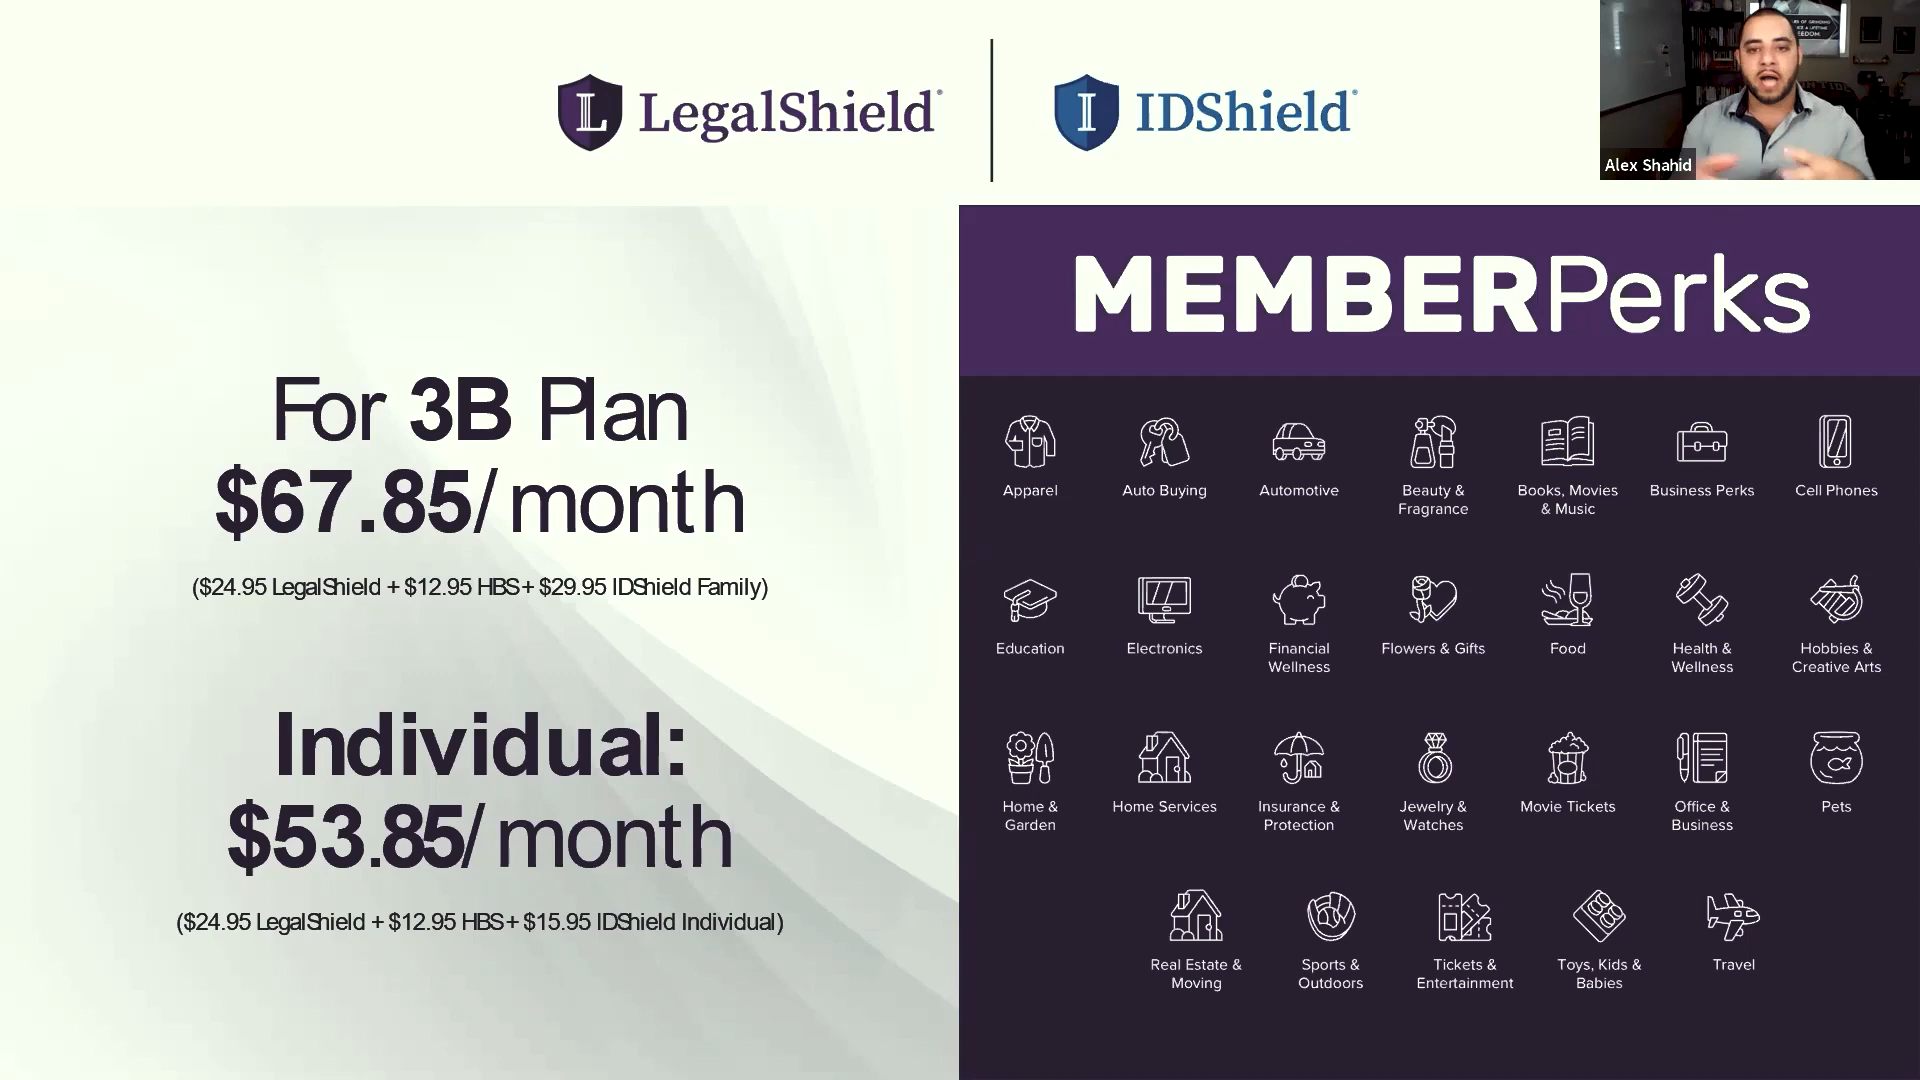 LegalShield
IDShield
EEDOM
Alex Shahid
For 3B Plan
$67.85/month
($24.95 LegalShield + $12.95 HBS + $29.95 IDShield Family)
Individual:
$53.85/month
($24.95 LegalShield + $12.95 HBS + $15.95 IDShield Individual)
MEMBERPerks
Apparel
Auto Buying
Automotive
Beauty &
Fragrance
Books, Movies
& Music
Business Perks
Cell Phones
Education
Electronics
Financial
Wellness
Flowers & Gifts
Food
Health &
Wellness
Hobbies &
Creative Arts
Home &
Garden
Home Services
Insurance &
Protection
Jewelry &
Watches
Movie Tickets
Office &
Business
Pets
Real Estate &
Moving
Sports &
Outdoors
Tickets &
Entertainment
Toys, Kids &
Babies
Travel